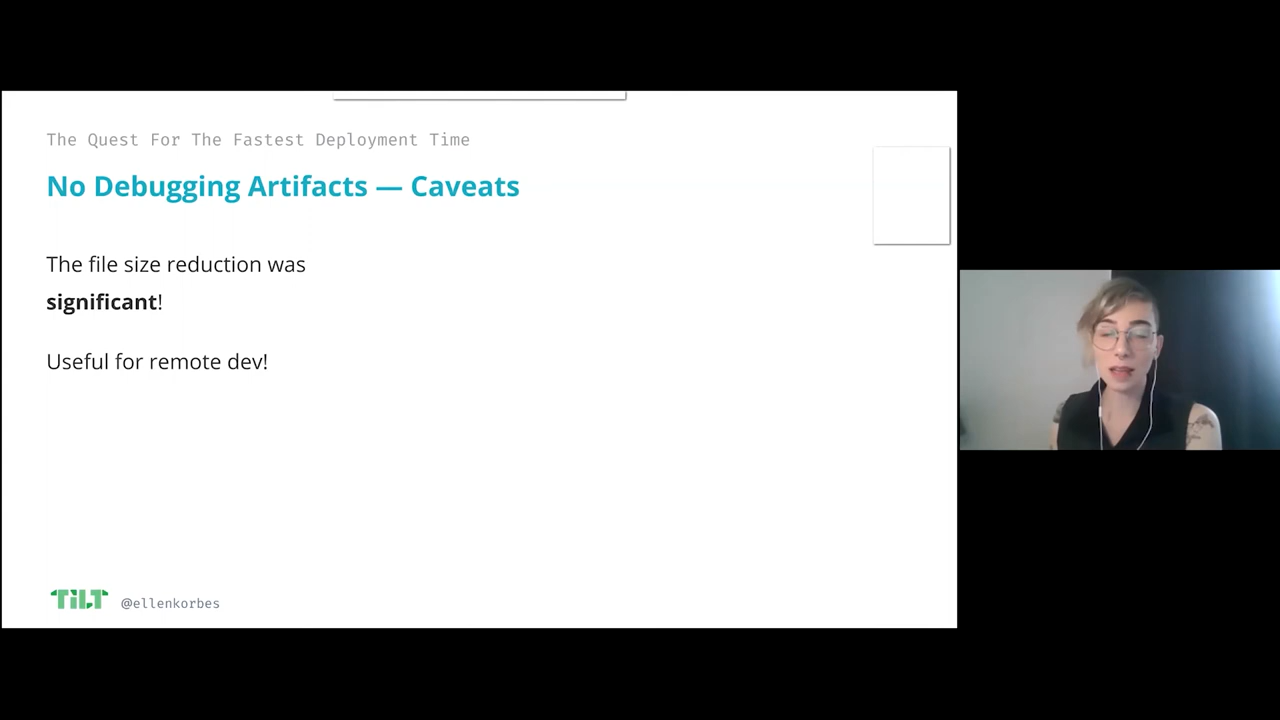 The Quest For The Fastest Deployment Time
No Debugging Artifacts — Caveats
The file size reduction was
significant!
Useful for remote dev!
TiLT @ellenkorbes